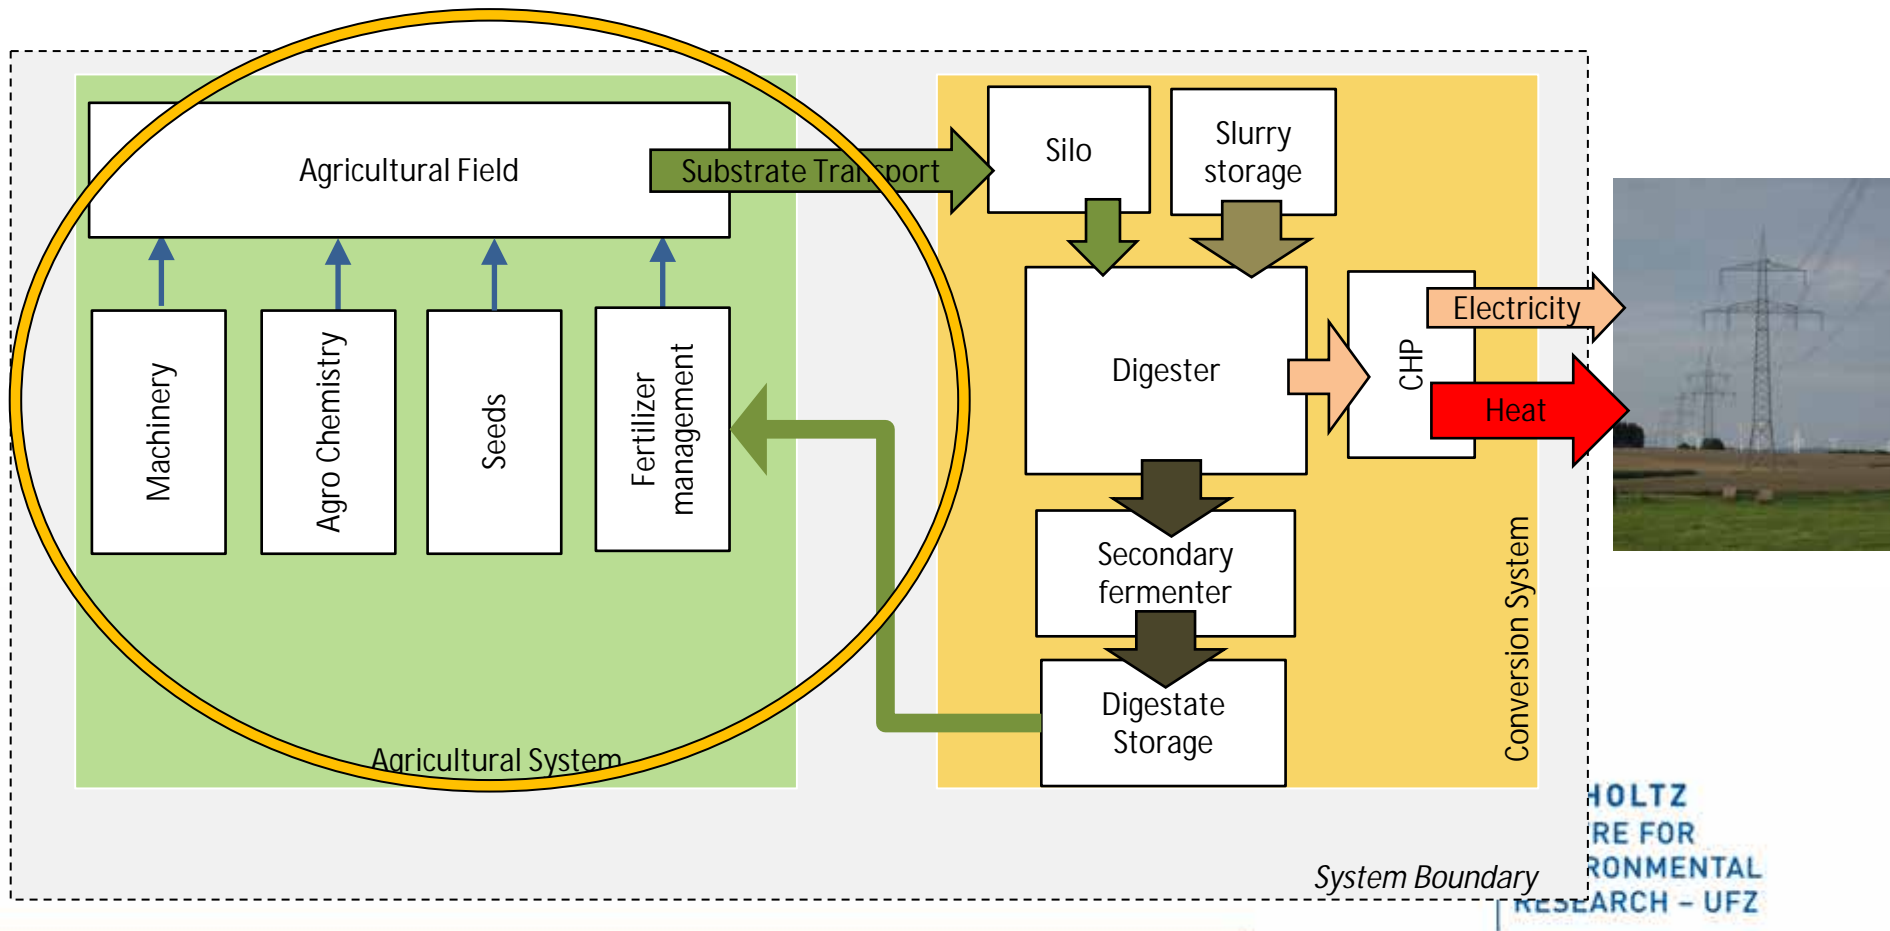 Agricultural Field
Substrate Transport
Silo
Slurry
storage
Machinery
Agro Chemistry
Seeds
Fertilizer
management
Digester
CHP
Electricity
Heat
Secondary
fermenter
Digestate
Storage
Agricultural System
Conversion System
System Boundary
HOLTZ
RE FOR
RONMENTAL
RESEARCH – UFZ